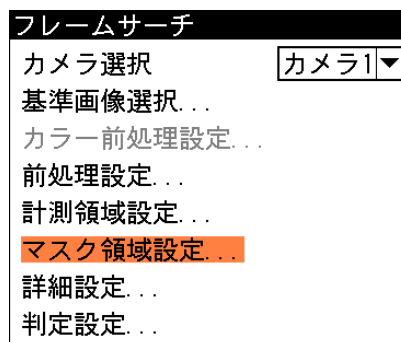 フレームサーチ
カメラ選択 カメラ1▼
基準画像選択...
カラー前処理設定...
前処理設定...
計測領域設定...
マスク領域設定...
詳細設定...
判定設定...